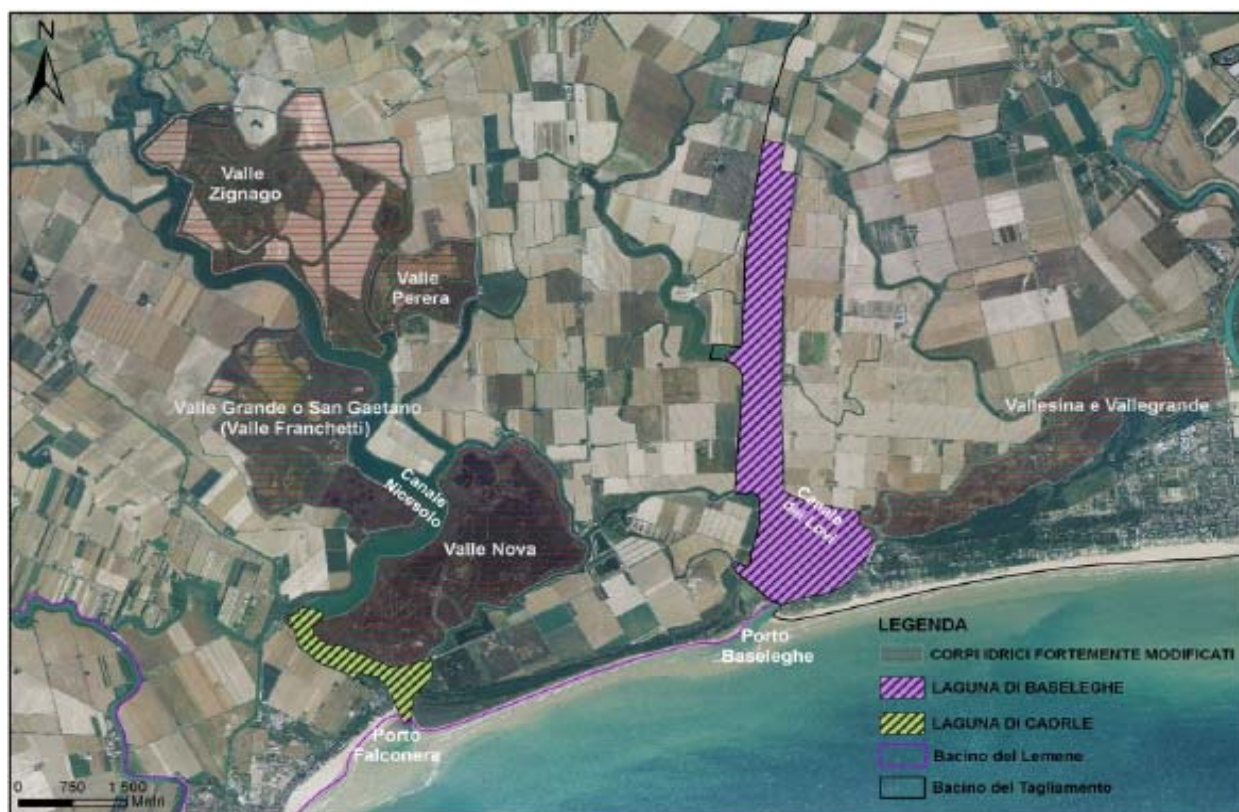 N
Valle
Zignago
Valle
Perera
Valle Grande o San Gaetano
(Valle Franchetti)
Canale
Nicesolo
Valle Nova
Canale
dei Lovi
Vallesina e Vallegrande
Porto
Baseleghe
Porto
Falconera
LEGENDA
CORPI IDRICI FORTEMENTE MODIFICATI
LAGUNA DI BASELEGHE
LAGUNA DI CAORLE
Bacino del Lemene
Bacino del Tagliamento
0 750 1 500
Metri